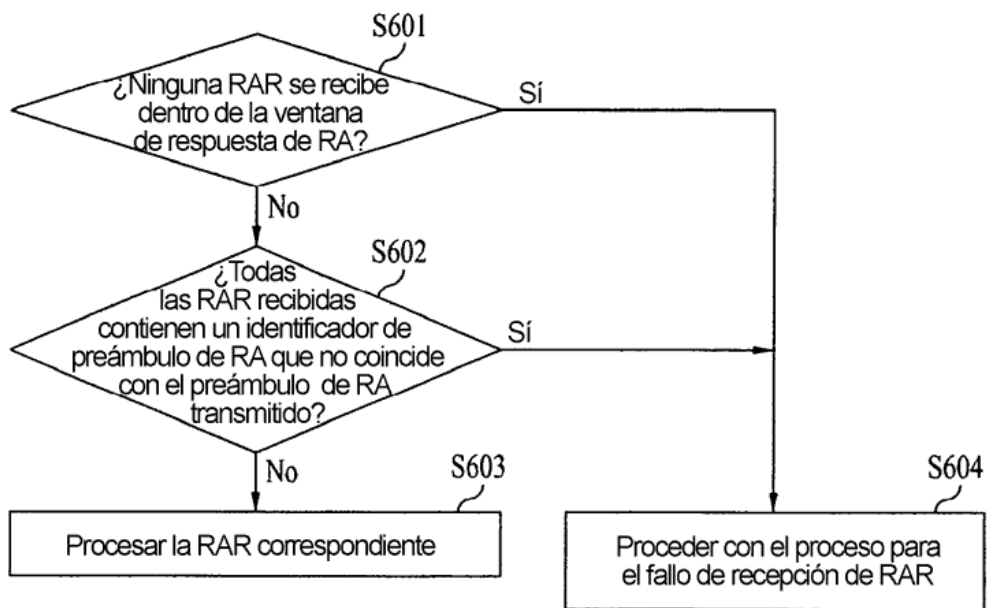 S601
¿Ninguna RAR se recibe
dentro de la ventana
de respuesta de RA?
Sí
No
S602
¿Todas
las RAR recibidas
contienen un identificador de
preámbulo de RA que no coincide
con el preámbulo de RA
transmitido?
Sí
No
S603
Procesar la RAR correspondiente
S604
Proceder con el proceso para
el fallo de recepción de RAR